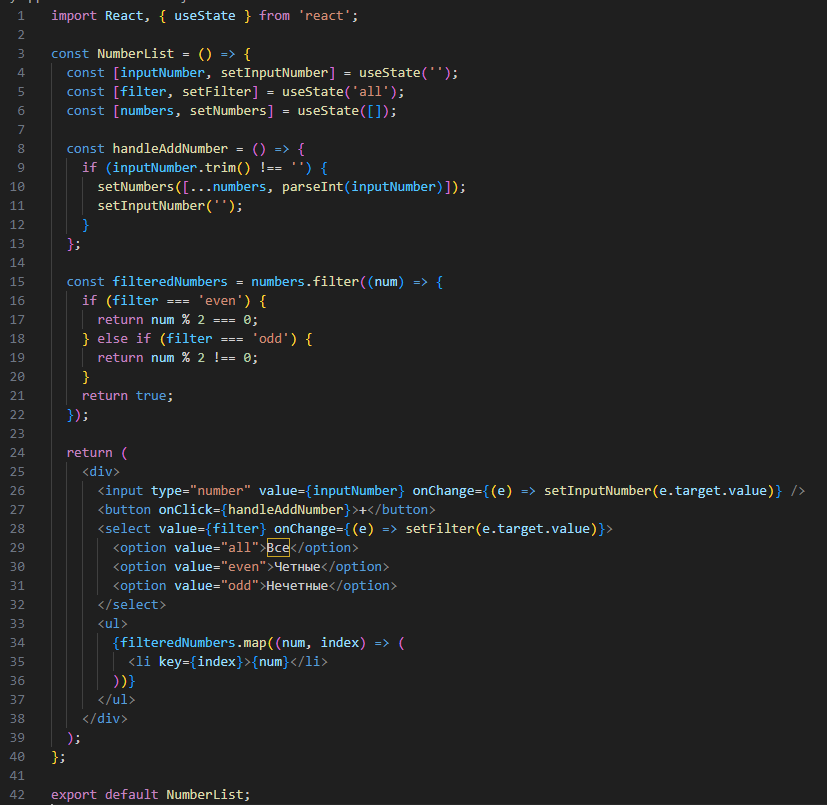 1 import React, { useState } from 'react';
2
3 const NumberList = () => {
4 const [inputNumber, setInputNumber] = useState('');
5 const [filter, setFilter] = useState('all');
6 const [numbers, setNumbers] = useState([]);
7
8 const handleAddNumber = () => {
9 if (inputNumber.trim() !== '') {
10 setNumbers([...numbers, parseInt(inputNumber)]);
11 setInputNumber('');
12 }
13 };
14
15 const filteredNumbers = numbers.filter((num) => {
16 if (filter === 'even') {
17 return num % 2 === 0;
18 } else if (filter === 'odd') {
19 return num % 2 !== 0;
20 }
21 return true;
22 });
23
24 return (
25 <div>
26 <input type="number" value={inputNumber} onChange={(e) => setInputNumber(e.target.value)} />
27 <button onClick={handleAddNumber}>+</button>
28 <select value={filter} onChange={(e) => setFilter(e.target.value)}>
29 <option value="all">Все</option>
30 <option value="even">Четные</option>
31 <option value="odd">Нечетные</option>
32 </select>
33 <ul>
34 {filteredNumbers.map((num, index) => (
35 <li key={index}>{num}</li>
36 ))}
37 </ul>
38 </div>
39 );
40 };
41
42 export default NumberList;